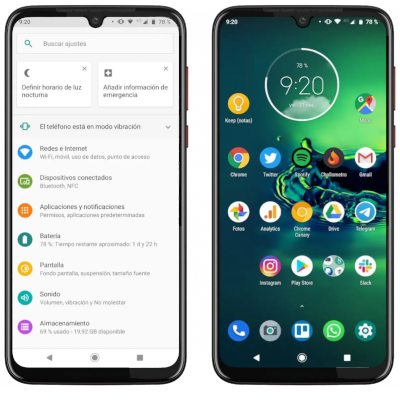 9:20
78 %
Buscar ajustes
Definir horario de luz
nocturna
Añadir información de
emergencia
El teléfono está en modo vibración
Redes e Internet
Wi-Fi, móvil, uso de datos, punto de acceso
Dispositivos conectados
Bluetooth, NFC
Aplicaciones y notificaciones
Permisos, aplicaciones predeterminadas
Batería
78 %. Tiempo restante aproximado: 1 d y 22 h
Pantalla
Fondo pantalla, suspensión, tamaño fuente
Sonido
Volumen, vibración y No molestar
Almacenamiento
69 % usado - 19,92 GB disponible
9:20
78 %
78 %
9:20
Keep (notas)
Maps
Chrome
Twitter
Spotify
Chollometro
Gmail
Fotos
Analytics
Chrome
Canary
Drive
Telegram
Instagram
Play Store
Slack